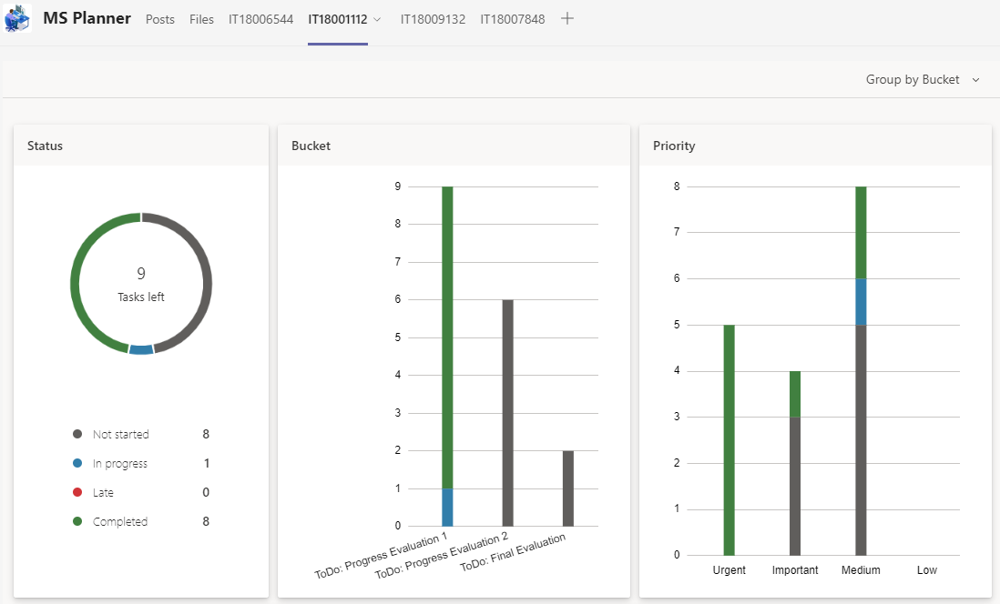 MS Planner Posts Files IT18006544 IT18001112 IT18009132 IT18007848
Group by Bucket
Status
9
Tasks left
Not started 8
In progress 1
Late 0
Completed 8
Bucket
9
8
7
6
5
4
3
2
1
0
ToDo: Progress Evaluation 1
ToDo: Progress Evaluation 2
ToDo: Final Evaluation
Priority
8
7
6
5
4
3
2
1
0
Urgent Important Medium Low